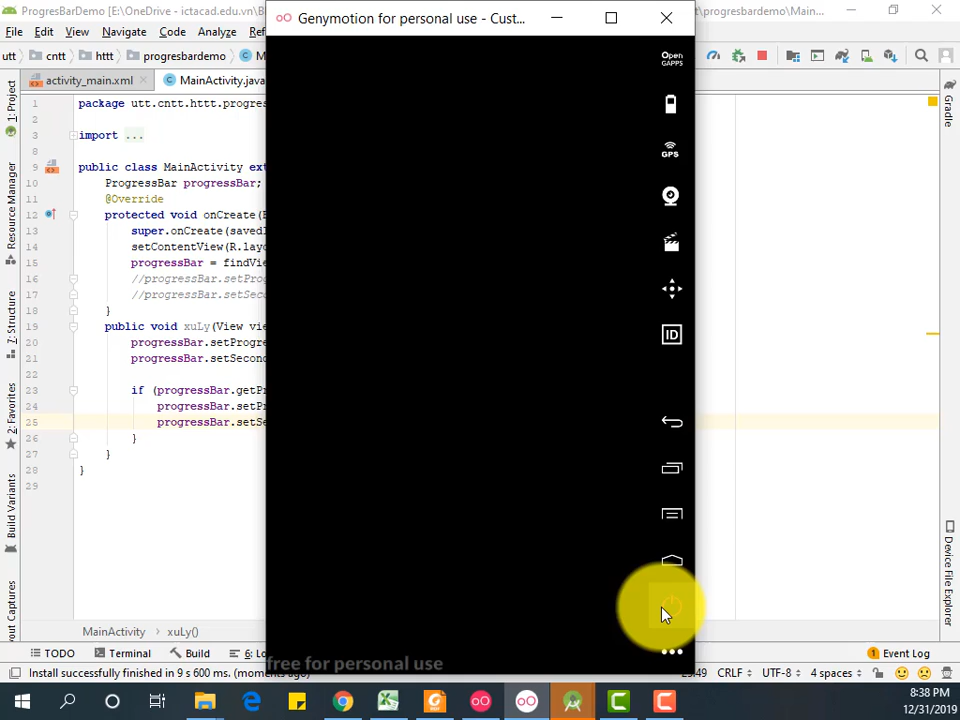 ProgresBarDemo [E:\OneDrive - ictacad.edu.vn\B
Genymotion for personal use - Cust...
\progresbardemo\...\Main...
File Edit View Navigate Code Analyze Ref
utt cntt httt progresbardemo M
activity_main.xml MainActivity.java
Open GAPPS
GPS
ID
1 package utt.cntt.httt.progres
2
3 import ...
8
9 public class MainActivity ext
10 ProgressBar progressBar;
11 @Override
12 protected void onCreate(B
13 super.onCreate(savedI
14 setContentView(R.layo
15 progressBar = findVie
16 //progressBar.setProg
17 //progressBar.setSeco
18 }
19 public void xuLy(View vie
20 progressBar.setProgre
21 progressBar.setSecond
22
23 if (progressBar.getPr
24 progressBar.setPr
25 progressBar.setSe
26 }
27 }
28 }
29
1: Project
Resource Manager
7: Structure
2: Favorites
Build Variants
Layout Captures
Gradle
Device File Explorer
free for personal use
MainActivity xuLy()
TODO Terminal Build 6: Lo
Event Log
Install successfully finished in 9 s 600 ms. (moments ago)
CRLF UTF-8 4 spaces
8:38 PM
12/31/2019